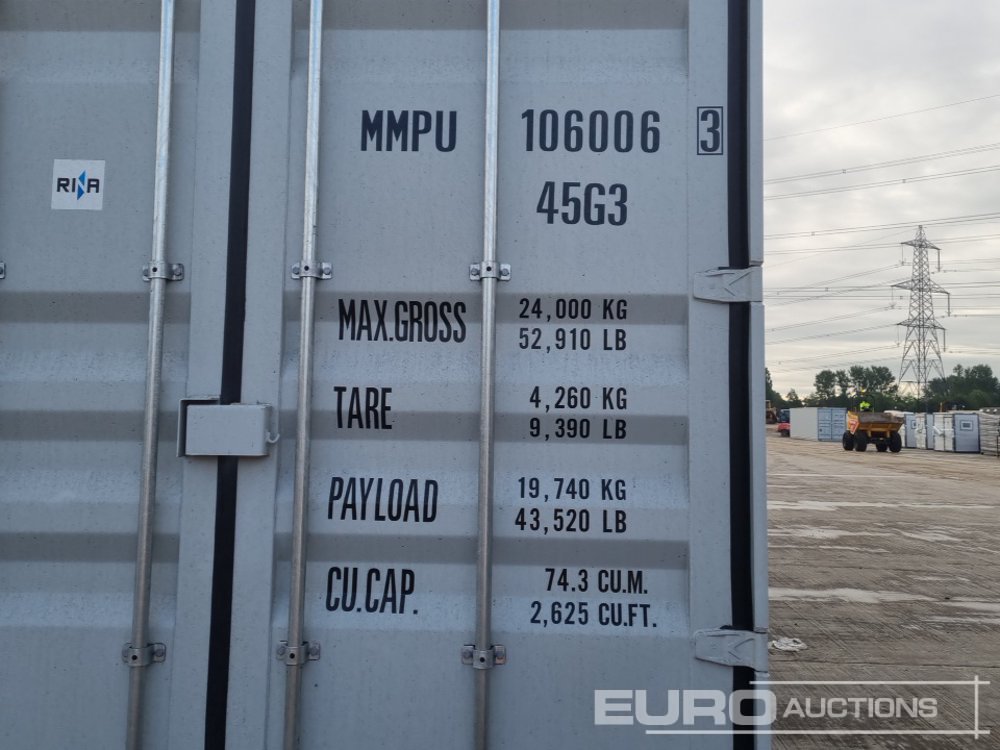 MMPU 106006 3
45G3
RINA
MAX.GROSS 24,000 KG
52,910 LB
TARE 4,260 KG
9,390 LB
PAYLOAD 19,740 KG
43,520 LB
CU.CAP. 74.3 CU.M.
2,625 CU.FT.
EURO AUCTIONS